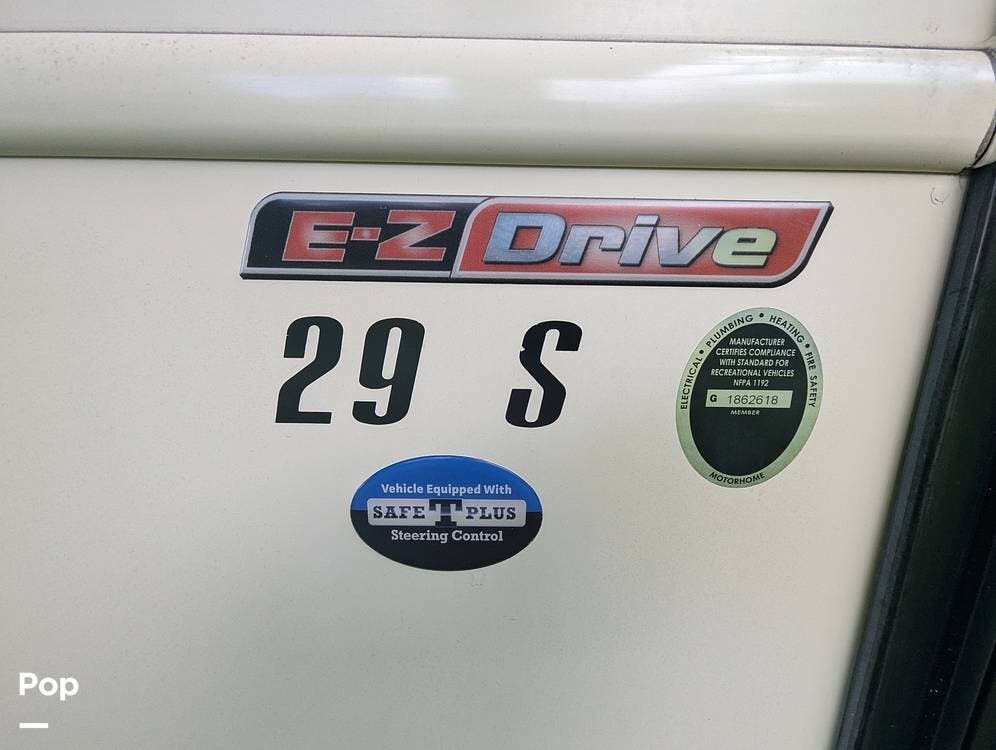 E-Z Drive
29 S
ELECTRICAL • PLUMBING • HEATING • FIRE SAFETY
MANUFACTURER
CERTIFIES COMPLIANCE
WITH STANDARD FOR
RECREATIONAL VEHICLES
NFPA 1192
G 1862618
MEMBER
MOTORHOME
Vehicle Equipped With
SAFE T PLUS
Steering Control
Pop